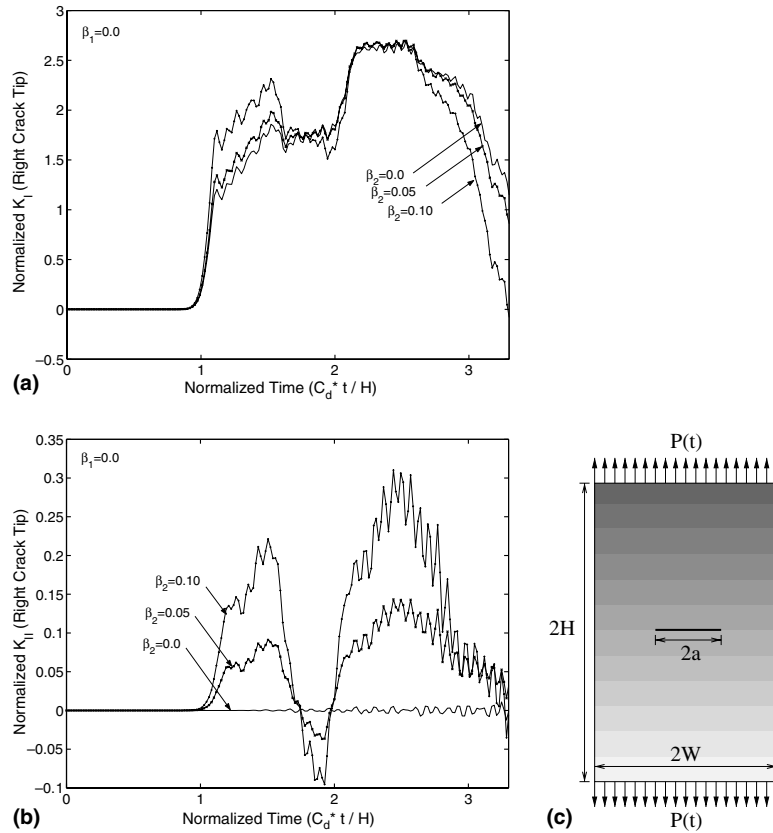 β1=0.0
Normalized KI (Right Crack Tip)
3
2.5
2
1.5
1
0.5
0
−0.5
β2=0.0
β2=0.05
β2=0.10
0 1 2 3
(a)
Normalized Time (Cd* t / H)
β1=0.0
Normalized KII (Right Crack Tip)
0.35
0.3
0.25
0.2
0.15
0.1
0.05
0
−0.05
−0.1
β2=0.10
β2=0.05
β2=0.0
0 1 2 3
(b)
Normalized Time (Cd* t / H)
P(t)
2H
2a
2W
(c)
P(t)